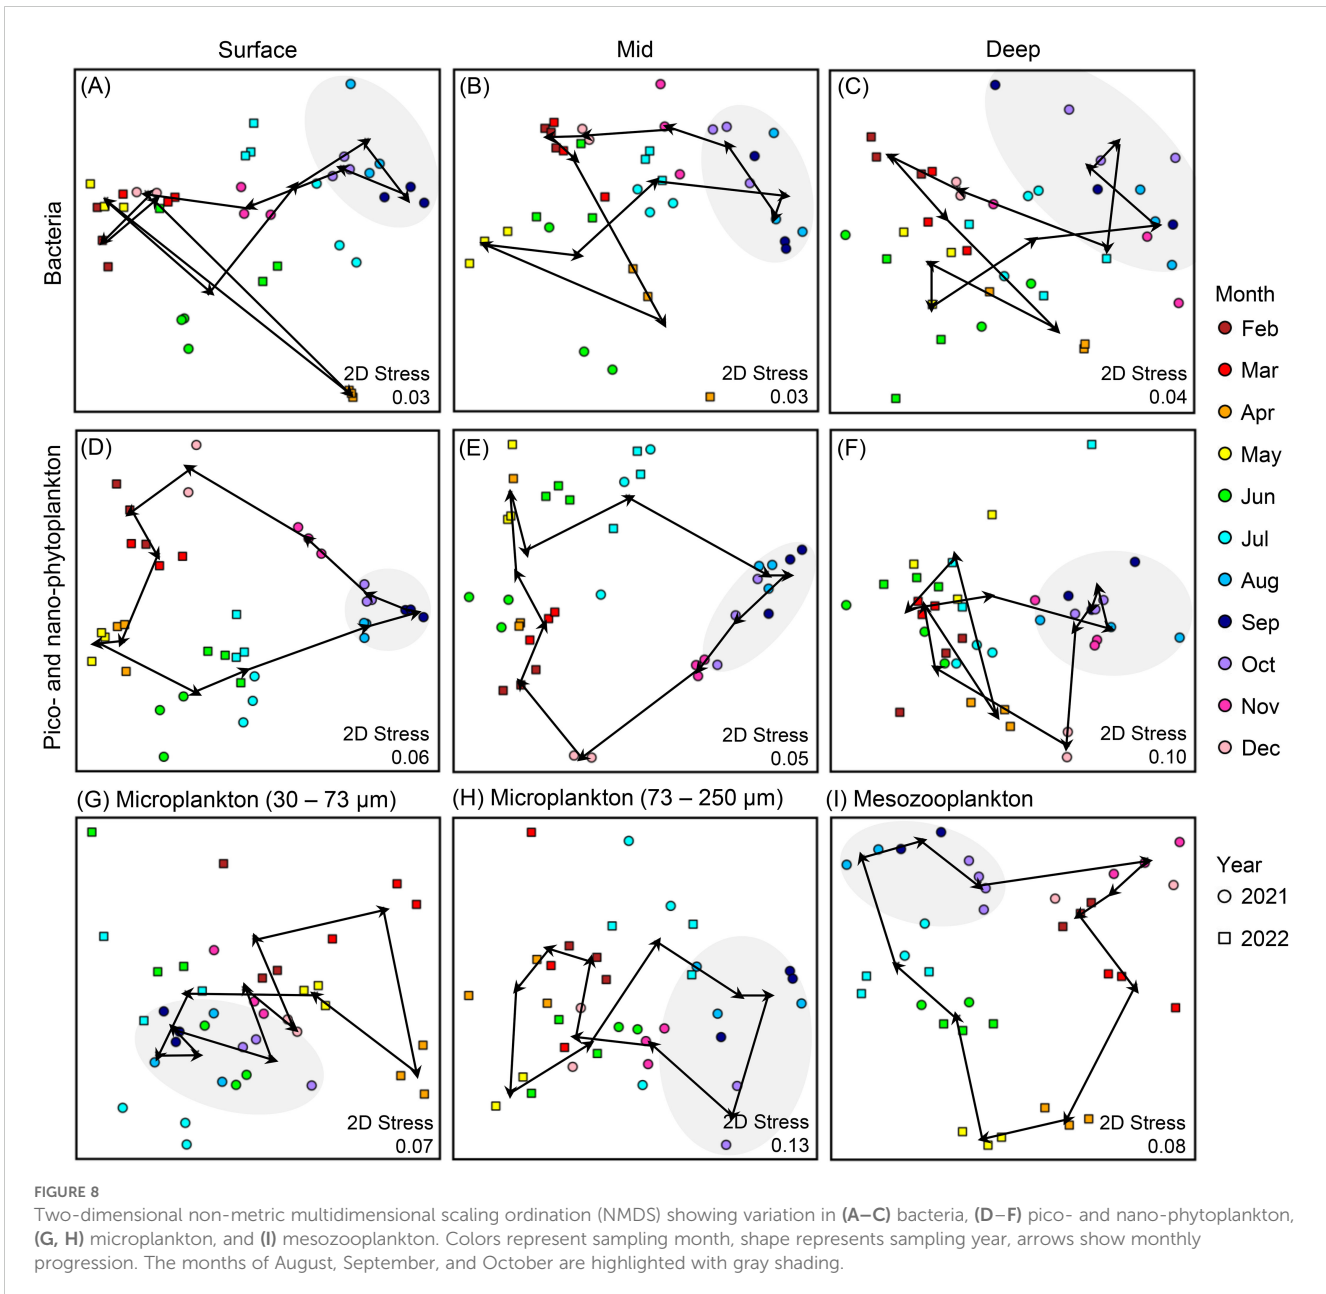 Surface
Mid
Deep
Bacteria
(A)
2D Stress
0.03
(B)
2D Stress
0.03
(C)
2D Stress
0.04
Pico- and nano-phytoplankton
(D)
2D Stress
0.06
(E)
2D Stress
0.05
(F)
2D Stress
0.10
(G) Microplankton (30 – 73 µm)
2D Stress
0.07
(H) Microplankton (73 – 250 µm)
2D Stress
0.13
(I) Mesozooplankton
2D Stress
0.08
Month
Feb
Mar
Apr
May
Jun
Jul
Aug
Sep
Oct
Nov
Dec
Year
2021
2022
FIGURE 8
Two-dimensional non-metric multidimensional scaling ordination (NMDS) showing variation in (A–C) bacteria, (D–F) pico- and nano-phytoplankton,
(G, H) microplankton, and (I) mesozooplankton. Colors represent sampling month, shape represents sampling year, arrows show monthly
progression. The months of August, September, and October are highlighted with gray shading.